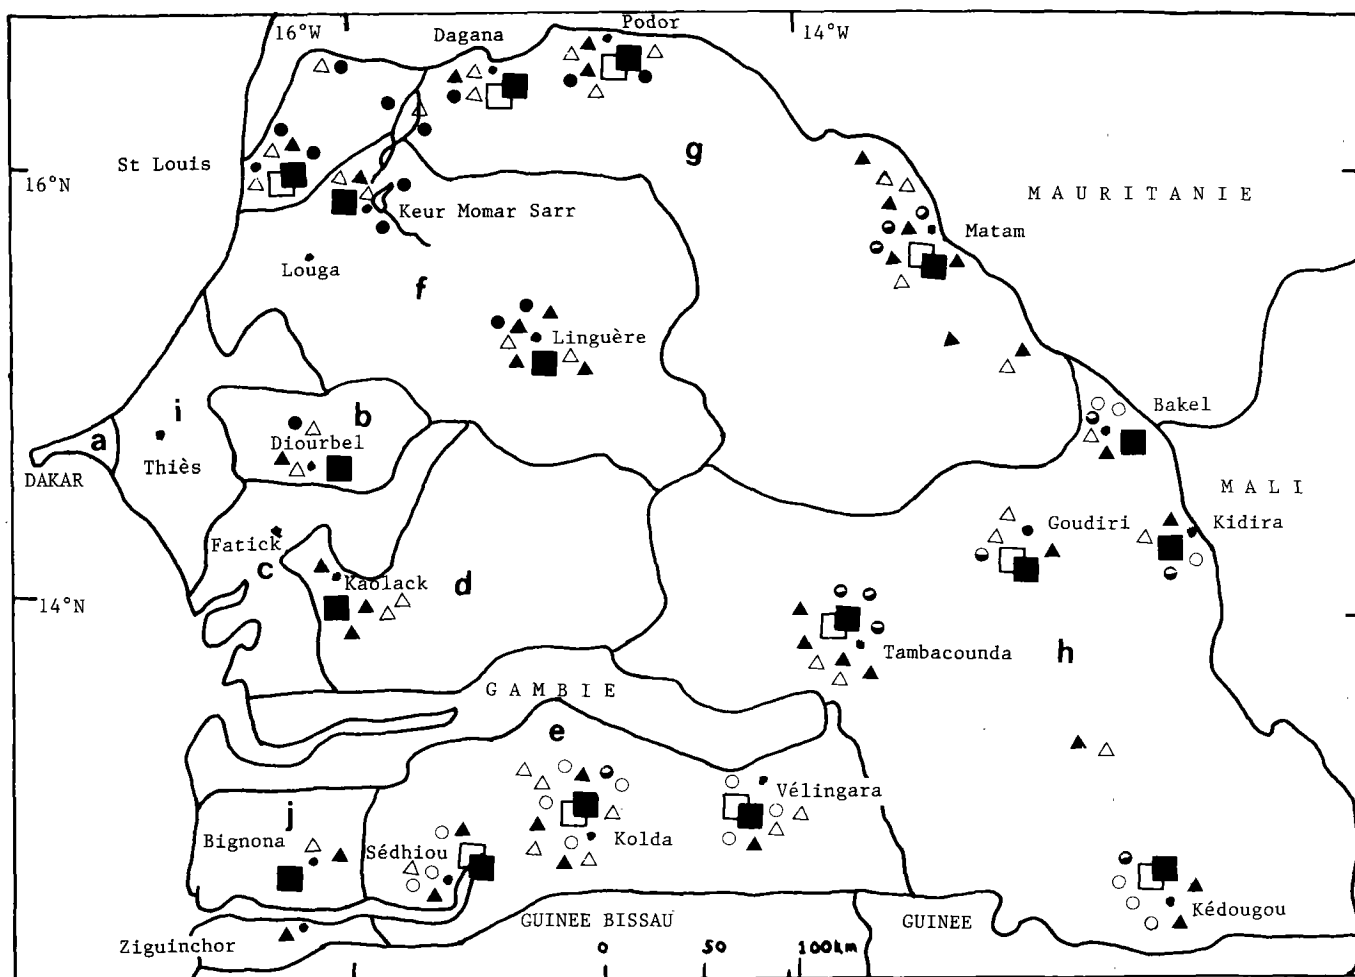 Podor
16°W
Dagana
14°W
St Louis
16°N
g
MAURITANIE
Keur Momar Sarr
Matam
Louga
f
Linguère
Bakel
i
b
a
Diourbel
DAKAR
Thiès
MALI
Goudiri
Kidira
Fatick
c
Kaolack
d
14°N
Tambacounda
h
GAMBIE
e
Vélingara
j
Bignona
Sédhiou
Kolda
Kédougou
GUINEE BISSAU
GUINEE
Ziguinchor
0 50 100km